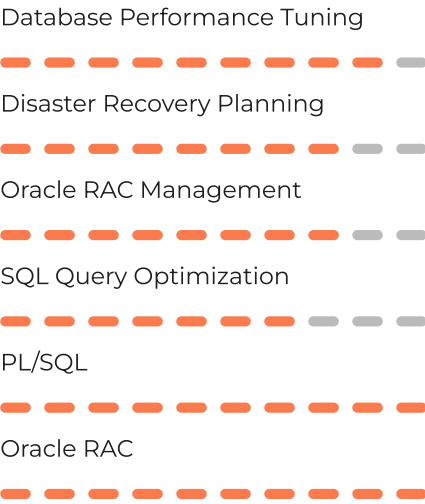 Database Performance Tuning
Disaster Recovery Planning
Oracle RAC Management
SQL Query Optimization
PL/SQL
Oracle RAC